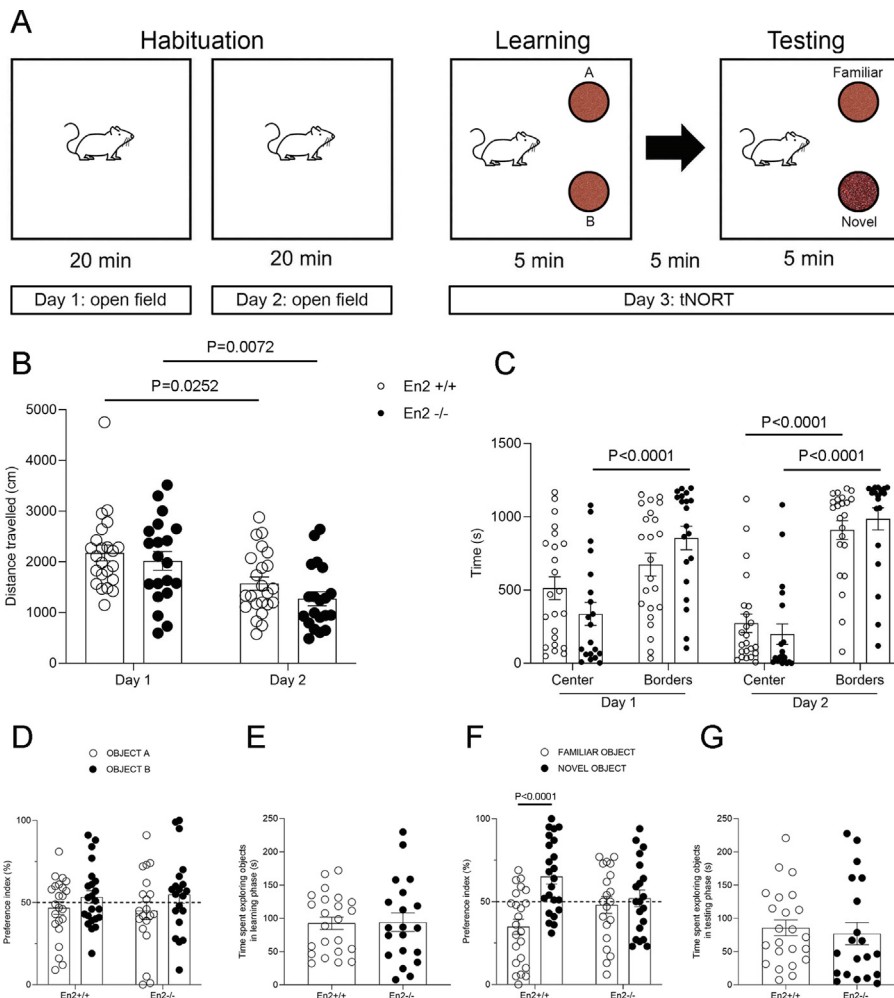 A
Habituation
Learning
Testing
A
B
Familiar
Novel
20 min
20 min
5 min
5 min
5 min
Day 1: open field
Day 2: open field
Day 3: tNORT
B
P=0.0072
P=0.0252
En2 +/+
En2 -/-
Distance travelled (cm)
5000
4000
3000
2000
1000
0
Day 1
Day 2
C
P<0.0001
P<0.0001
P<0.0001
Time (s)
1500
1000
500
0
Center
Borders
Center
Borders
Day 1
Day 2
D
OBJECT A
OBJECT B
Preference index (%)
100
50
0
En2+/+
En2-/-
E
Time spent exploring objects
in learning phase (s)
250
200
150
100
50
0
En2+/+
En2-/-
F
FAMILIAR OBJECT
NOVEL OBJECT
P<0.0001
Preference index (%)
100
50
0
En2+/+
En2-/-
G
Time spent exploring objects
in testing phase (s)
250
200
150
100
50
0
En2+/+
En2-/-